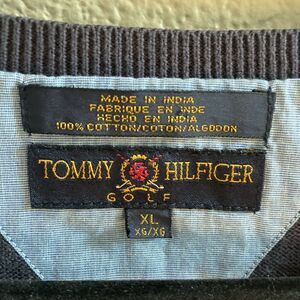 MADE IN INDIA
FABRIQUE EN INDE
HECHO EN INDIA
100% COTTON/COTON/ALGODON
TOMMY HILFIGER
GOLF
XL
XG/XG